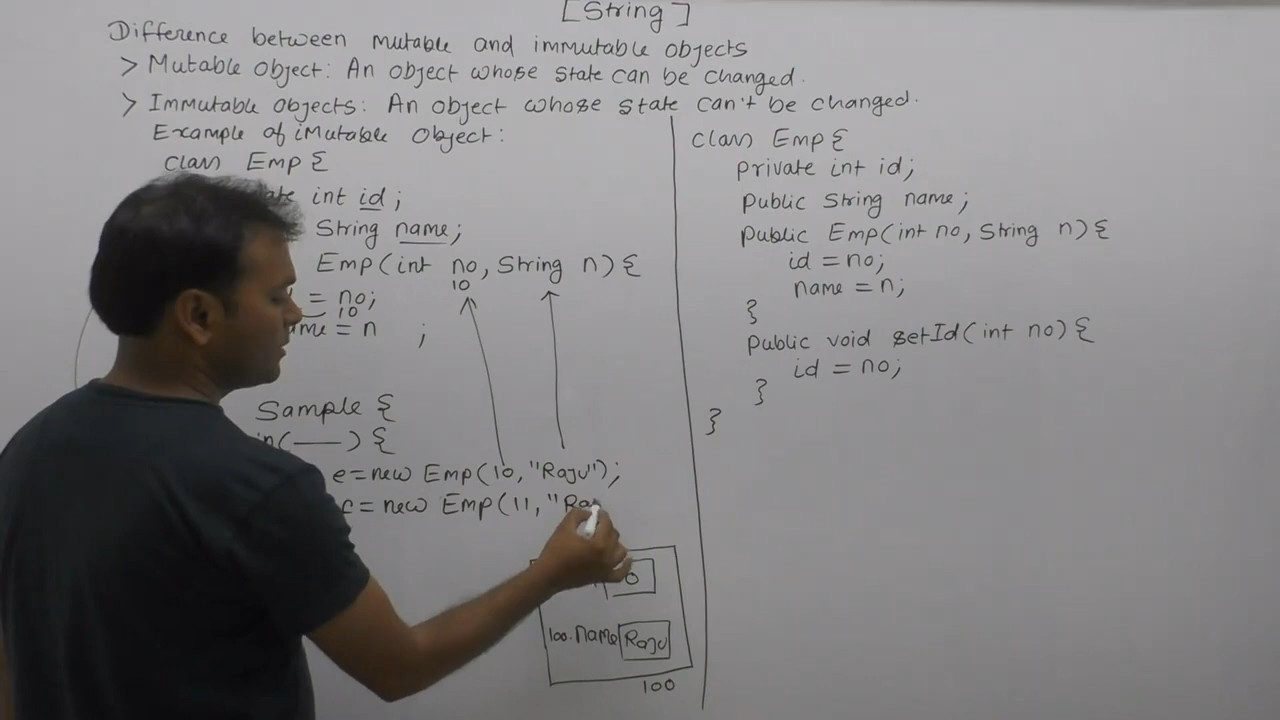 [String]
Difference between mutable and immutable objects
> Mutable Object: An object whose state can be changed.
> Immutable Objects: An object whose state can't be changed.
Example of iMutable Object:
class Emp {
int id;
String name;
Emp(int no, String n) {
10
= no;
10
= n ;
Sample {
( ) {
e = new Emp(10, "Raju");
= new Emp(11, "Ra
100.name Raju
100
class Emp {
private int id;
public String name;
public Emp(int no, String n) {
id = no;
name = n;
}
public void setId(int no) {
id = no;
}
}